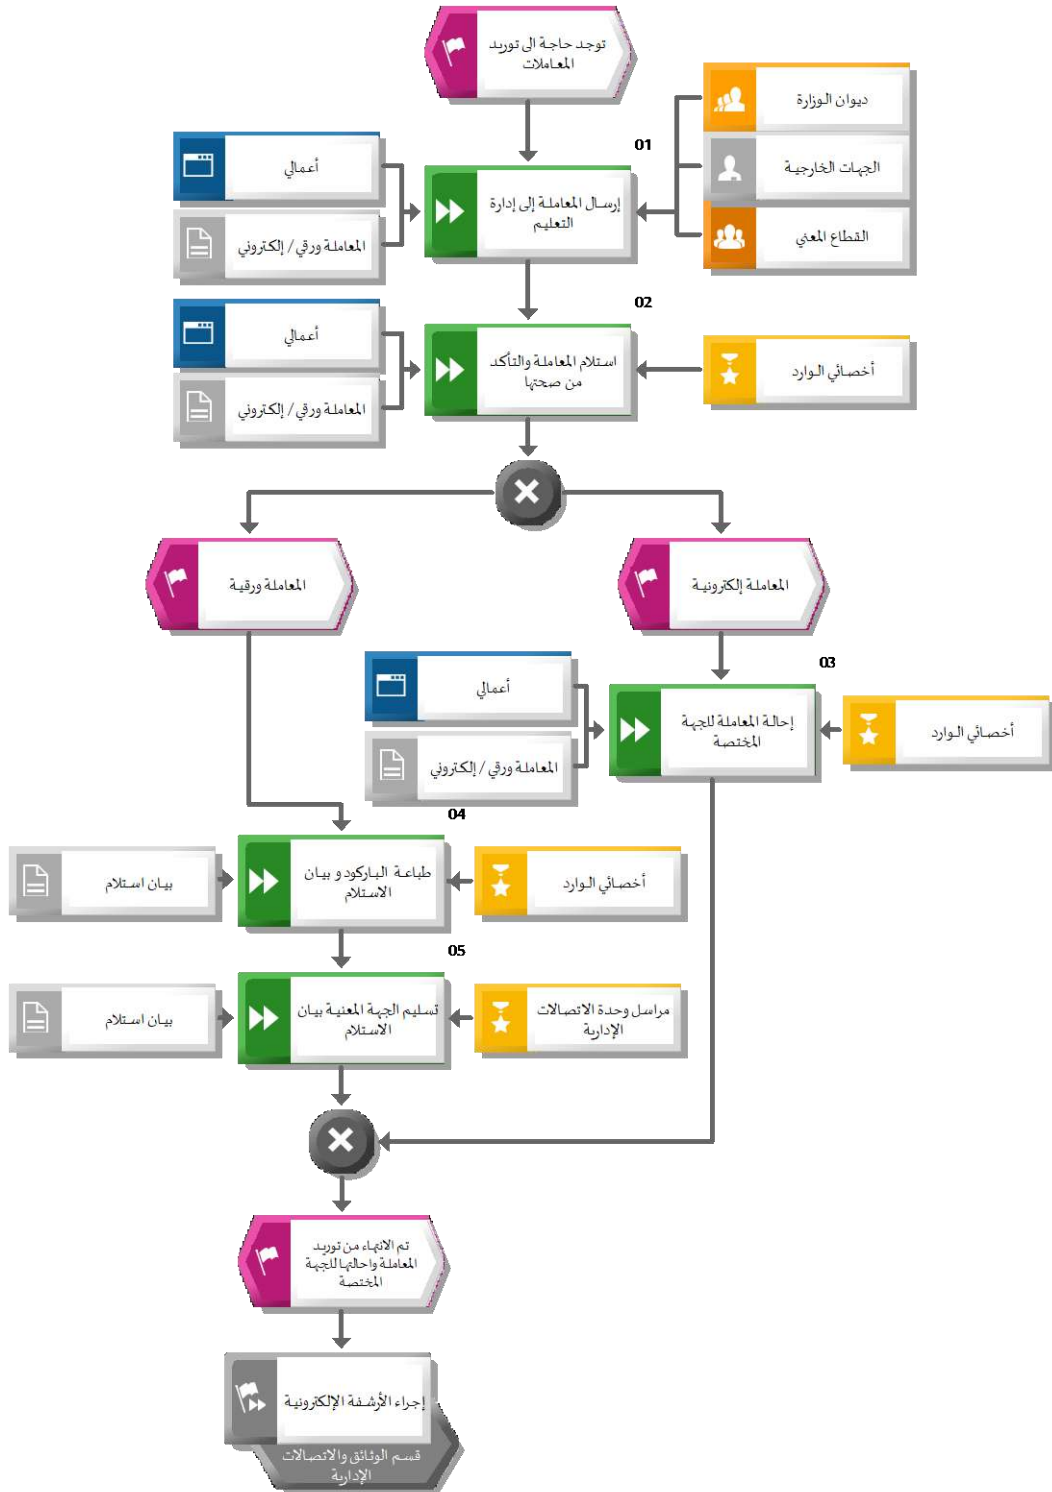 توجد حاجة الى توريد
المعاملات
ديوان الوزارة
01
أعمالي
الجهات الخارجية
إرسال المعاملة إلى إدارة
التعليم
المعاملة ورقي / إلكتروني
القطاع المعني
02
أعمالي
استلام المعاملة والتأكد
من صحتها
أخصائي الوارد
المعاملة ورقي / إلكتروني
المعاملة إلكترونية
المعاملة ورقية
03
أعمالي
إحالة المعاملة للجهة
المختصة
أخصائي الوارد
المعاملة ورقي / إلكتروني
04
طباعة الباركود و بيان
الاستلام
أخصائي الوارد
بيان استلام
05
تسليم الجهة المعنية بيان
الاستلام
مراسل وحدة الاتصالات
الإدارية
بيان استلام
تم الانتهاء من توريد
المعاملة واحالتها للجهة
المختصة
إجراء الأرشفة الإلكترونية
قسم الوثائق والاتصالات
الإدارية